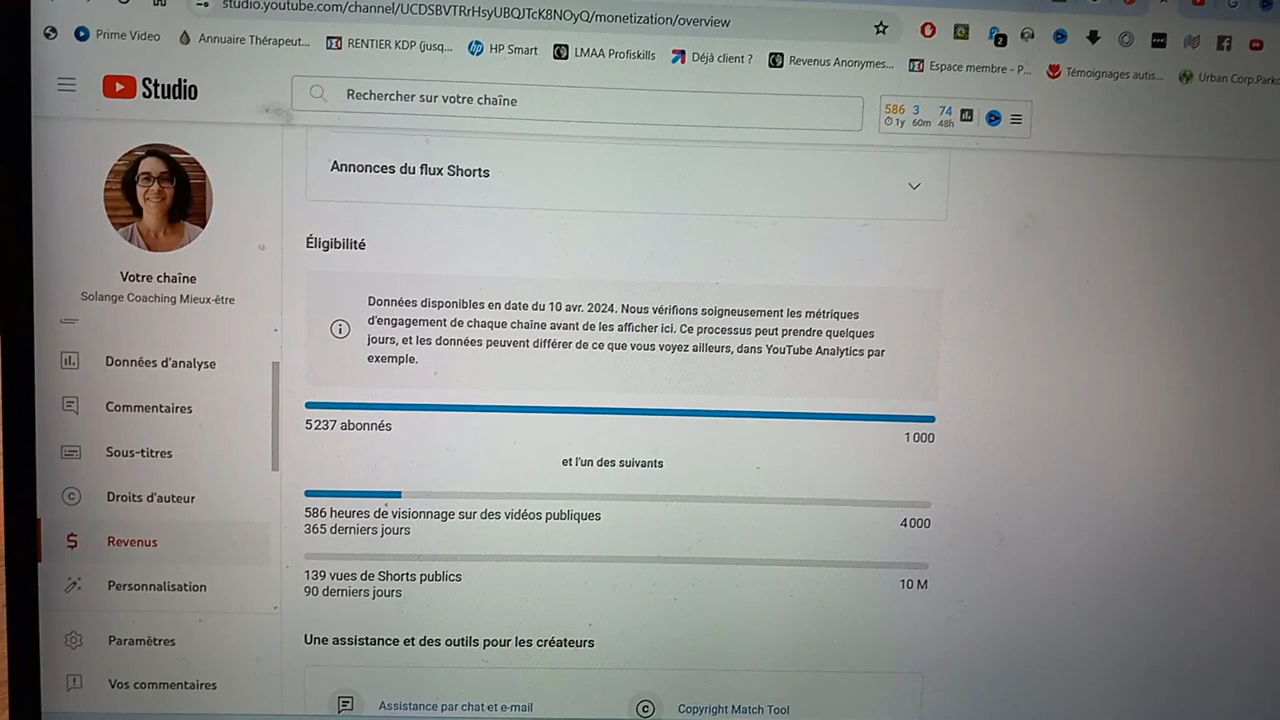 studio.youtube.com/channel/UCDSBVTRrHsyUBQJTcK8NOyQ/monetization/overview
Prime Video
Annuaire Thérapeut...
RENTIER KDP (jusq...
HP Smart
LMAA Profiskills
Déjà client ?
Revenus Anonymes...
Espace membre - P...
Témoignages autis...
Urban Corp.Parko
Studio
Rechercher sur votre chaîne
586 3 74
1y 60m 48h
Annonces du flux Shorts
Éligibilité
Votre chaîne
Solange Coaching Mieux-être
Données disponibles en date du 10 avr. 2024. Nous vérifions soigneusement les métriques
d'engagement de chaque chaîne avant de les afficher ici. Ce processus peut prendre quelques
jours, et les données peuvent différer de ce que vous voyez ailleurs, dans YouTube Analytics par
exemple.
Données d'analyse
Commentaires
Sous-titres
Droits d'auteur
Revenus
Personnalisation
Paramètres
Vos commentaires
5 237 abonnés
1 000
et l'un des suivants
586 heures de visionnage sur des vidéos publiques
365 derniers jours
4 000
139 vues de Shorts publics
90 derniers jours
10 M
Une assistance et des outils pour les créateurs
Assistance par chat et e-mail
Copyright Match Tool